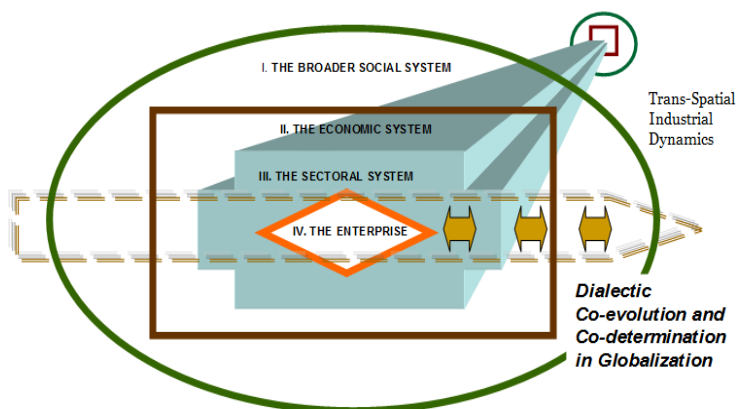 I. THE BROADER SOCIAL SYSTEM
Trans-Spatial
Industrial
Dynamics
II. THE ECONOMIC SYSTEM
III. THE SECTORAL SYSTEM
IV. THE ENTERPRISE
Dialectic
Co-evolution and
Co-determination
in Globalization